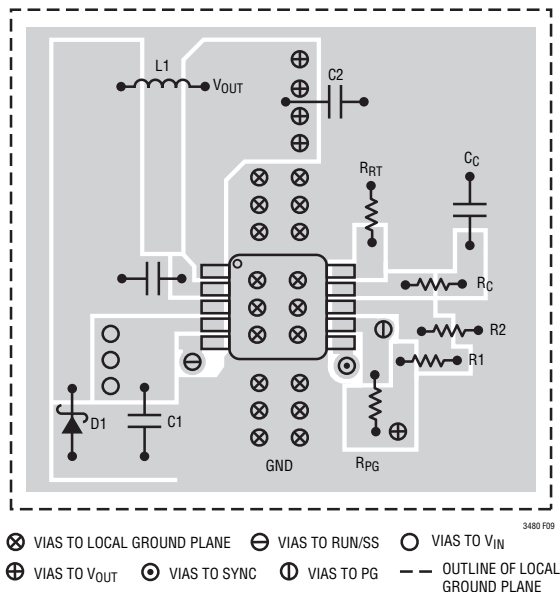 L1
VOUT
C2
RRT
CC
RC
R2
R1
D1
C1
GND
RPG
3480 F09
VIAS TO LOCAL GROUND PLANE
VIAS TO RUN/SS
VIAS TO VIN
VIAS TO VOUT
VIAS TO SYNC
VIAS TO PG
OUTLINE OF LOCAL
GROUND PLANE